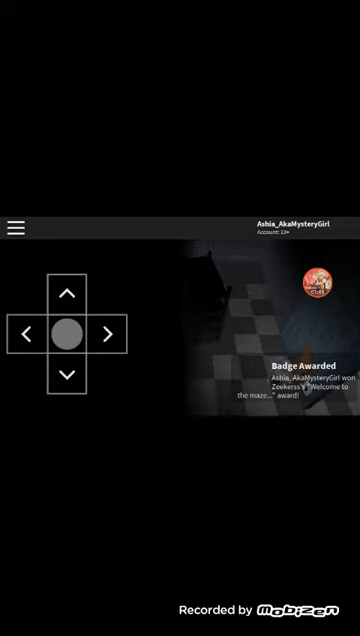 Ashia_AkaMysteryGirl
Account: 13+
Badge Awarded
Ashia_AkaMysteryGirl won
Zeekerss's "Welcome to
the maze..." award!
Recorded by Mobizen